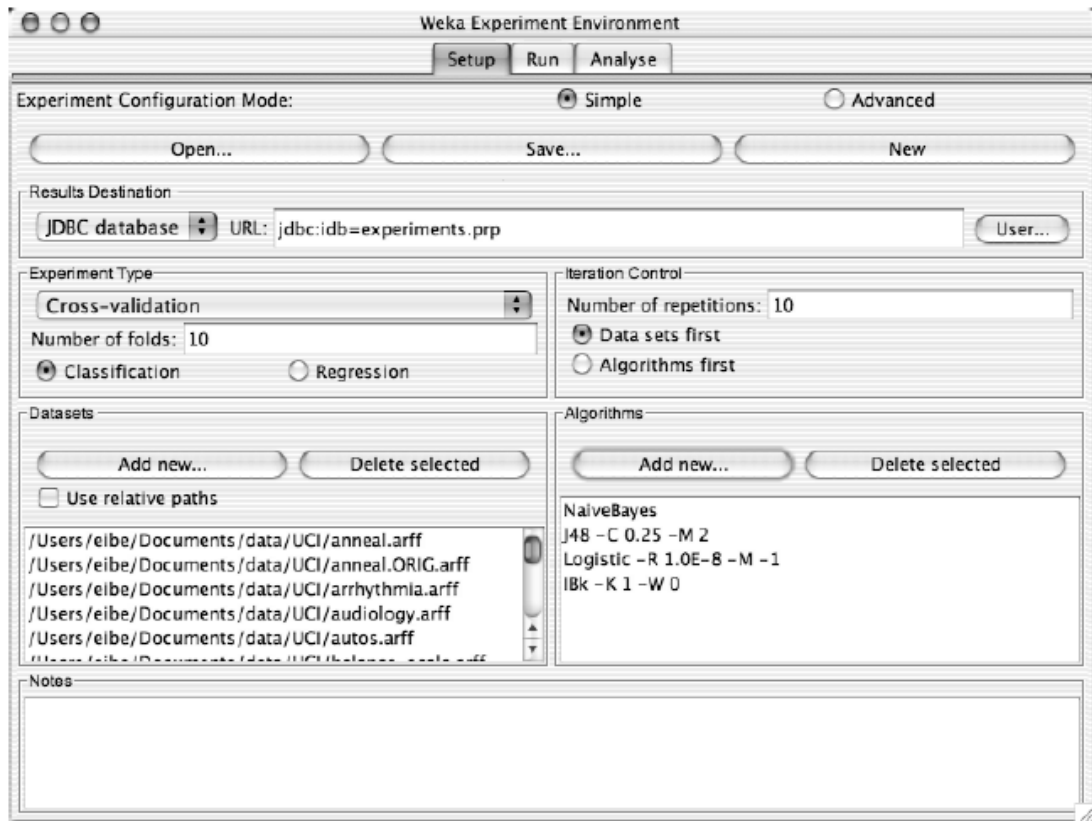 Weka Experiment Environment
Setup Run Analyse
Experiment Configuration Mode: Simple Advanced
Open... Save... New
Results Destination
JDBC database URL: jdbc:idb=experiments.prp User...
Experiment Type
Cross-validation
Number of folds: 10
Classification Regression
Iteration Control
Number of repetitions: 10
Data sets first
Algorithms first
Datasets
Add new... Delete selected
Use relative paths
/Users/eibe/Documents/data/UCI/anneal.arff
/Users/eibe/Documents/data/UCI/anneal.ORIG.arff
/Users/eibe/Documents/data/UCI/arrhythmia.arff
/Users/eibe/Documents/data/UCI/audiology.arff
/Users/eibe/Documents/data/UCI/autos.arff
Algorithms
Add new... Delete selected
NaiveBayes
J48 -C 0.25 -M 2
Logistic -R 1.0E-8 -M -1
IBk -K 1 -W 0
Notes